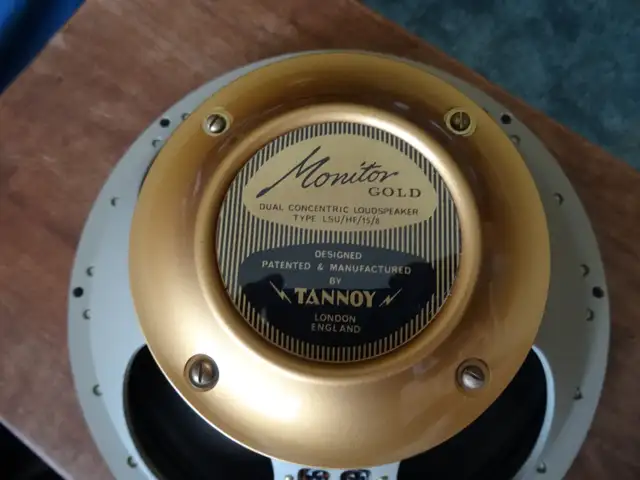 Monitor
GOLD
DUAL CONCENTRIC LOUDSPEAKER
TYPE LSU/HF/15/8
DESIGNED
PATENTED & MANUFACTURED
BY
TANNOY
LONDON
ENGLAND